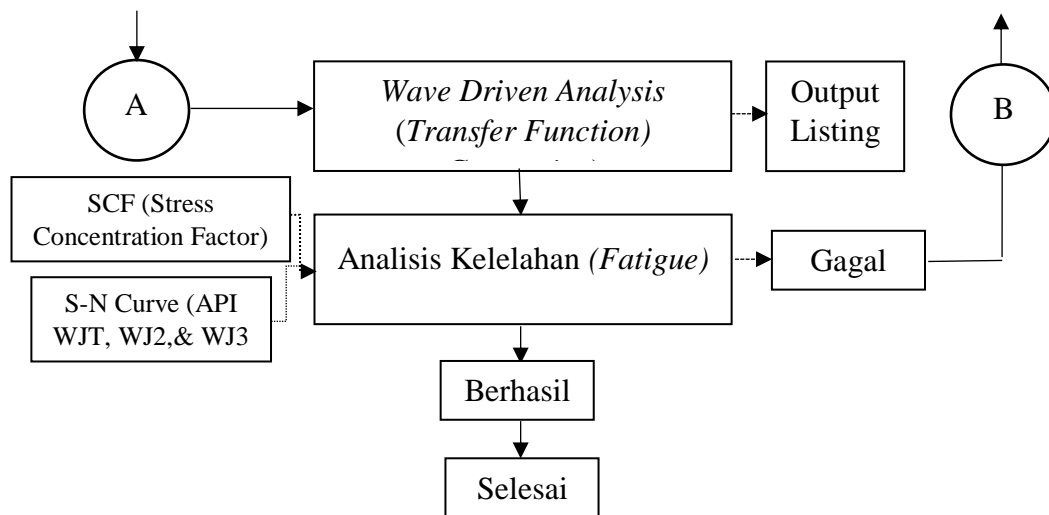 A
Wave Driven Analysis
(Transfer Function)
Output
Listing
B
SCF (Stress
Concentration Factor)
Analisis Kelelahan (Fatigue)
Gagal
S-N Curve (API
WJT, WJ2,& WJ3
Berhasil
Selesai